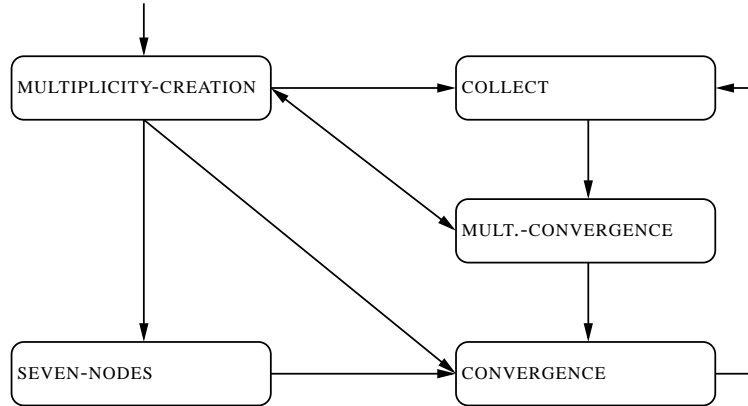 MULTIPLICITY-CREATION
COLLECT
MULT.-CONVERGENCE
SEVEN-NODES
CONVERGENCE